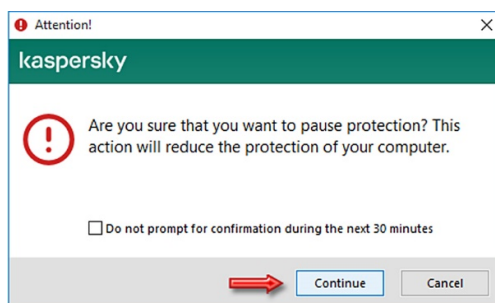 Attention!
kaspersky
Are you sure that you want to pause protection? This
action will reduce the protection of your computer.
Do not prompt for confirmation during the next 30 minutes
Continue
Cancel